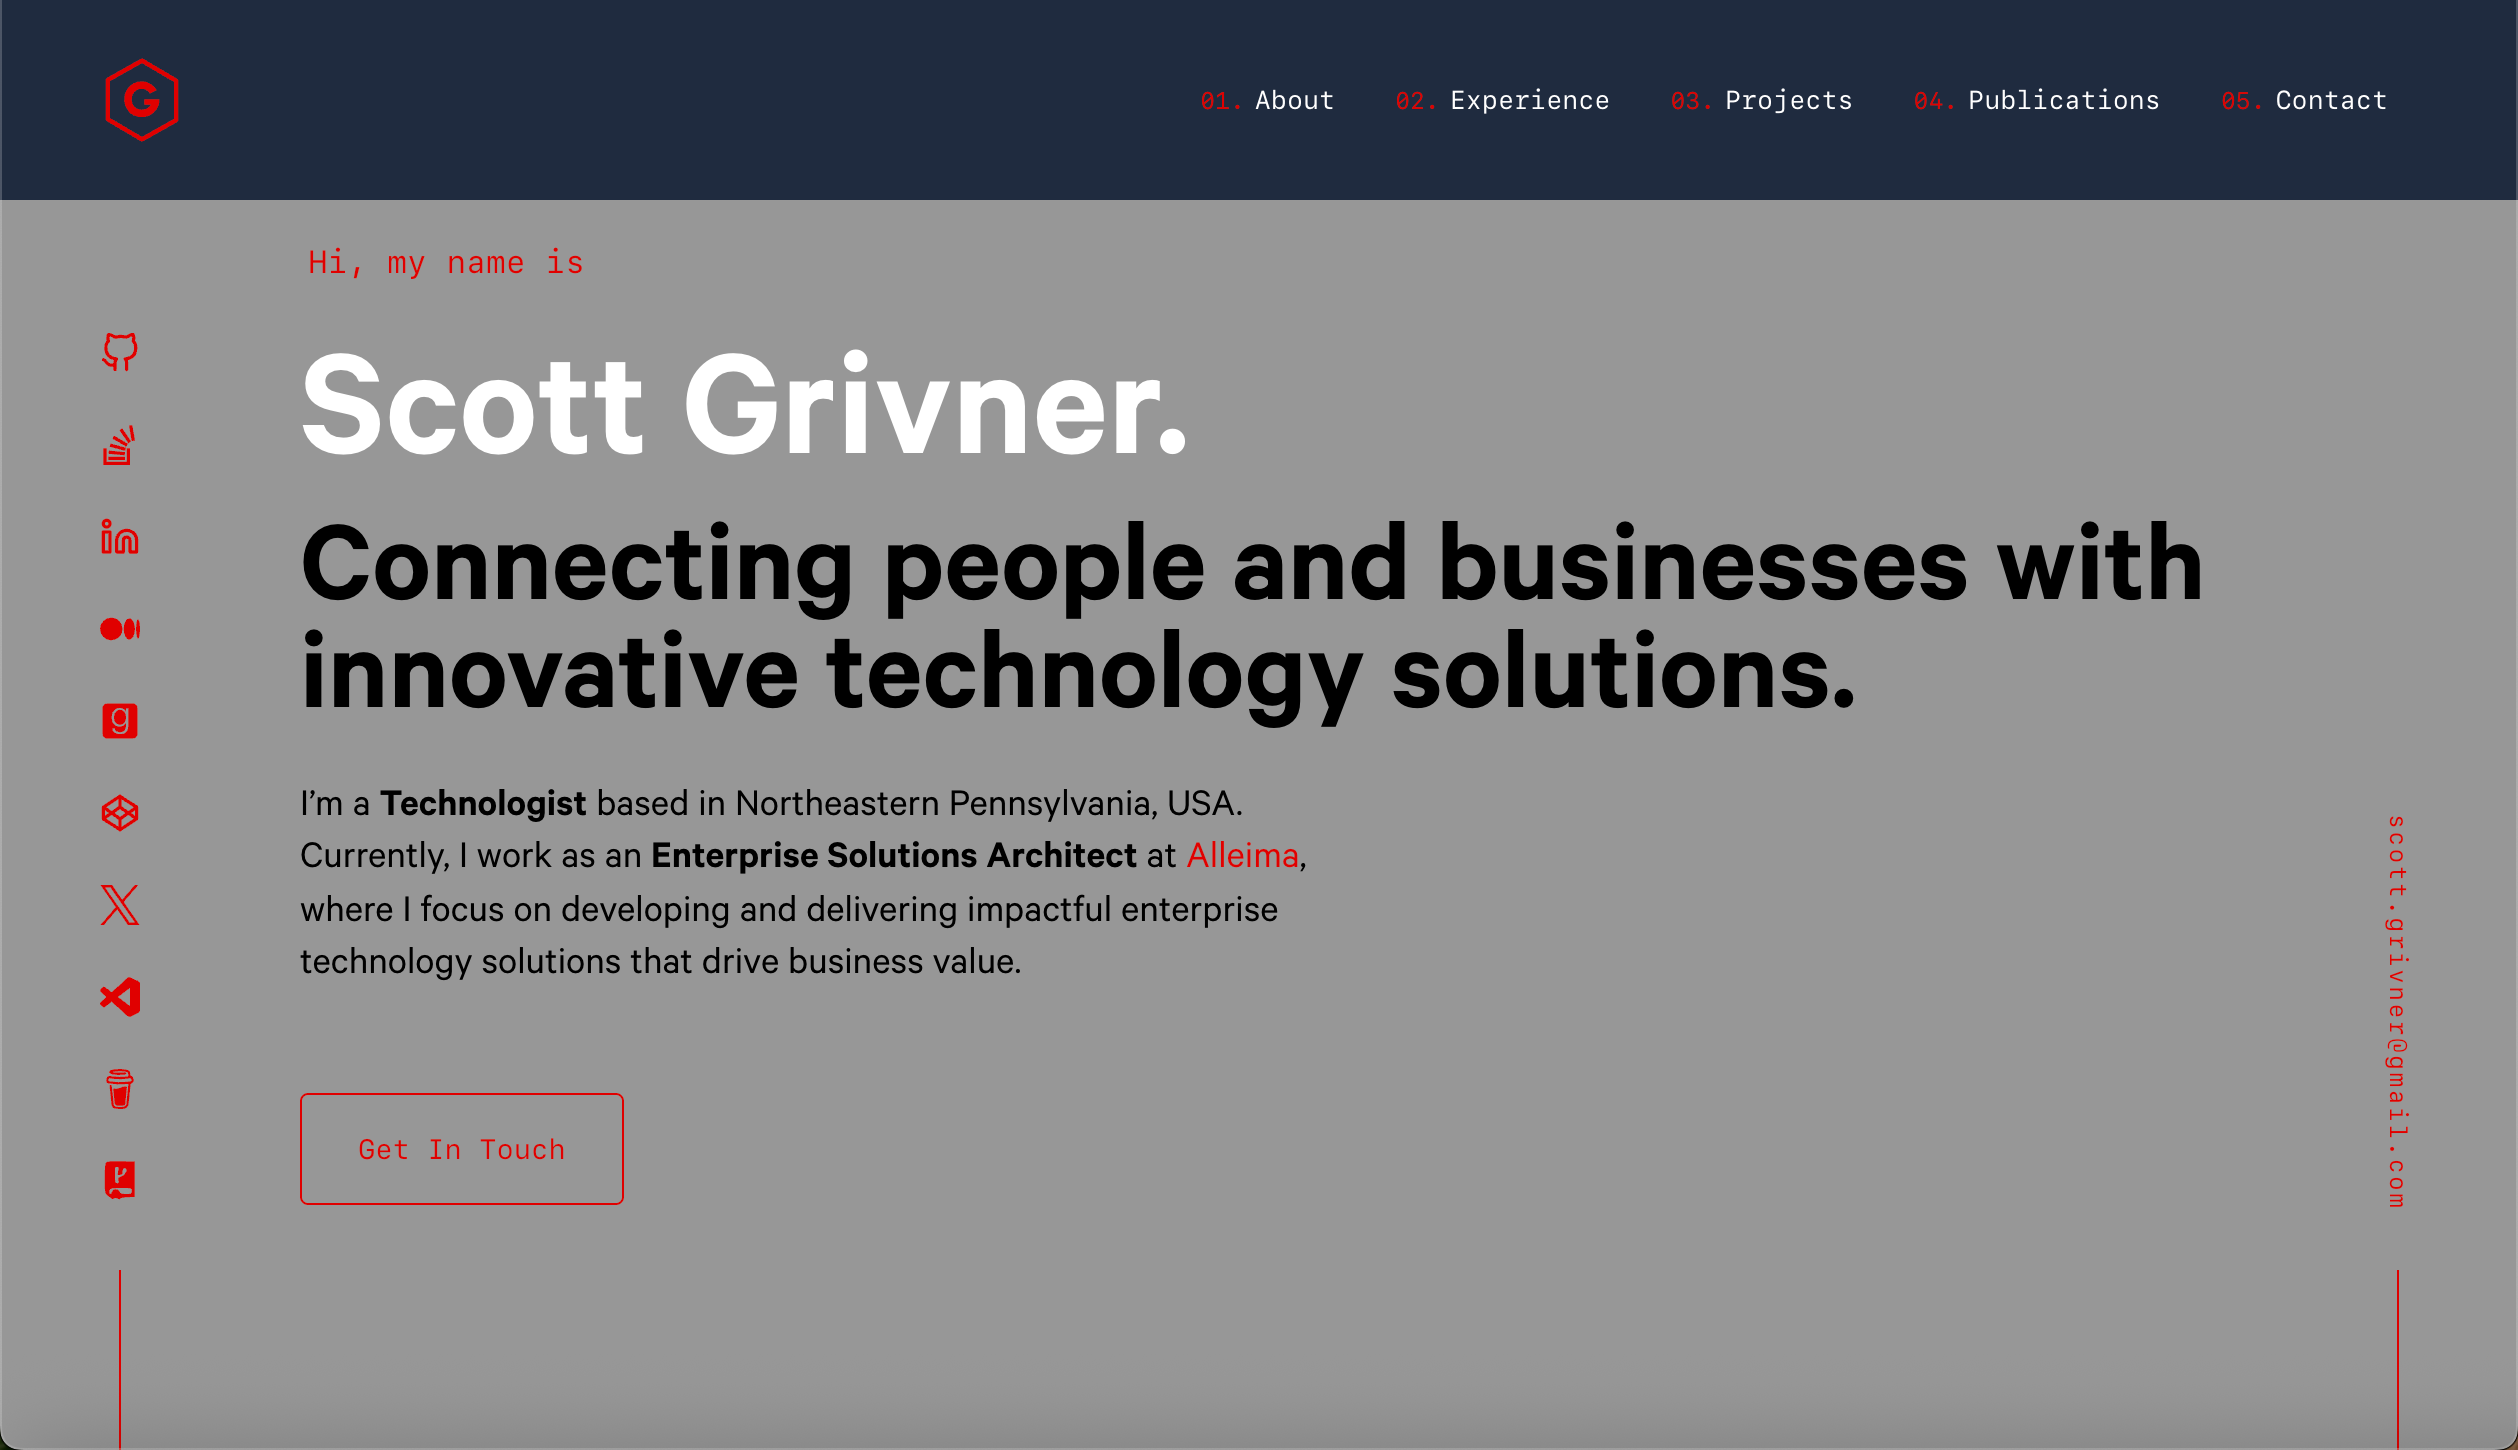 G
01. About 02. Experience 03. Projects 04. Publications 05. Contact
Hi, my name is
Scott Grivner.
Connecting people and businesses with
innovative technology solutions.
I’m a Technologist based in Northeastern Pennsylvania, USA.
Currently, I work as an Enterprise Solutions Architect at Alleima,
where I focus on developing and delivering impactful enterprise
technology solutions that drive business value.
Get In Touch
scott.grivner@gmail.com